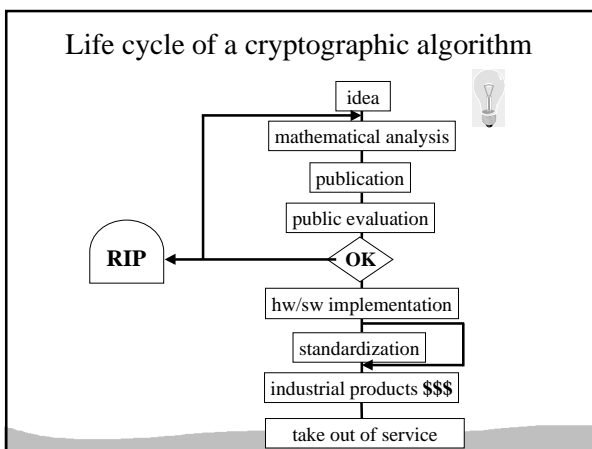 Life cycle of a cryptographic algorithm
idea
mathematical analysis
publication
public evaluation
RIP
OK
hw/sw implementation
standardization
industrial products $$$
take out of service